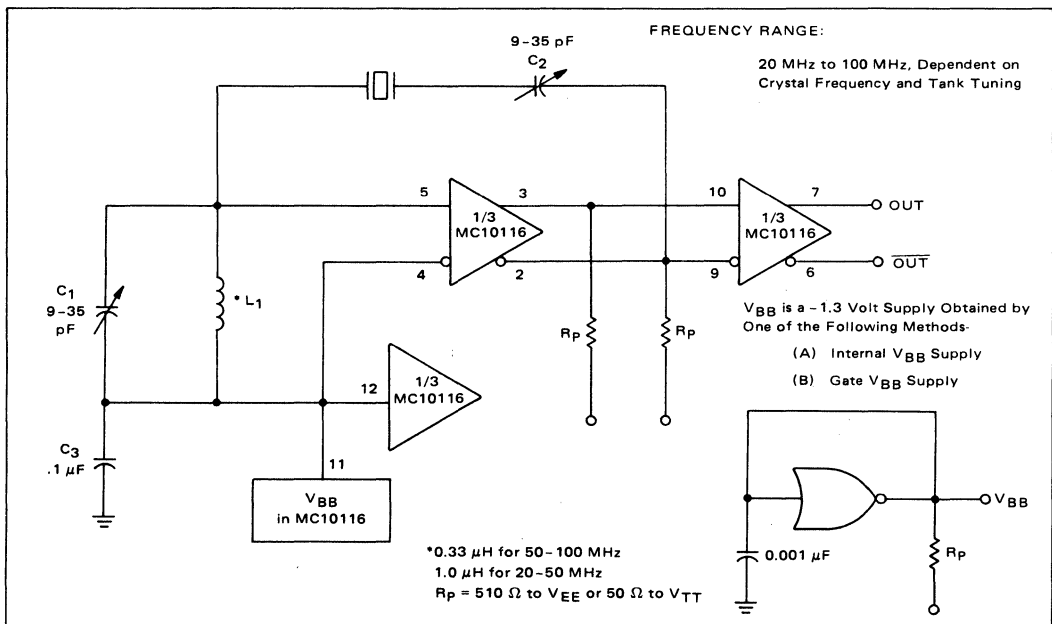 FREQUENCY RANGE:
20 MHz to 100 MHz, Dependent on
Crystal Frequency and Tank Tuning
9-35 pF
C2
5
3
1/3
MC10116
4
2
10
7
OUT
1/3
MC10116
9
6
OUT
C1
9-35
pF
*L1
RP
RP
VBB is a -1.3 Volt Supply Obtained by
One of the Following Methods-
(A) Internal VBB Supply
(B) Gate VBB Supply
12
1/3
MC10116
C3
.1 µF
11
VBB
in MC10116
VBB
0.001 µF
RP
*0.33 µH for 50-100 MHz
1.0 µH for 20-50 MHz
RP = 510 Ω to VEE or 50 Ω to VTT